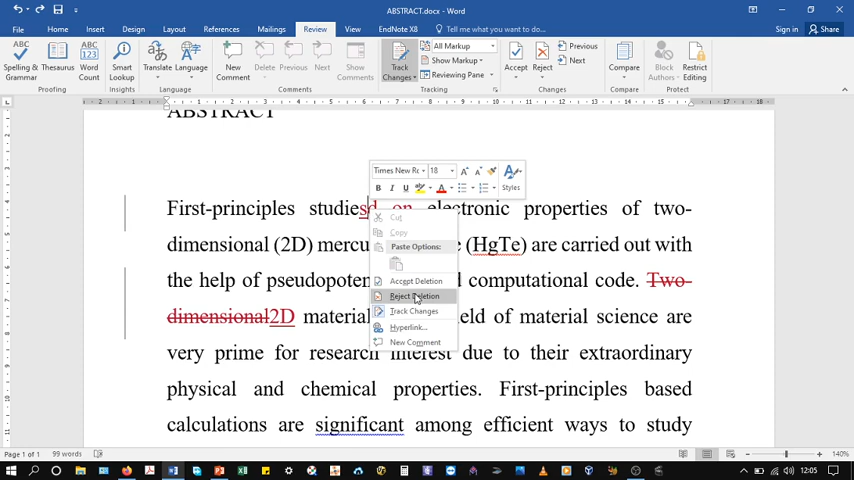 ABSTRACT.docx - Word
File Home Insert Design Layout References Mailings Review View EndNote X8 Tell me what you want to do... Sign in Share
Spelling & Grammar
Thesaurus
Word Count
Smart Lookup
Translate
Language
New Comment
Delete
Previous
Next
Show Comments
Track Changes
All Markup
Show Markup
Reviewing Pane
Accept
Reject
Previous
Next
Compare
Block Authors
Restrict Editing
Proofing Insights Language Comments Tracking Changes Compare Protect
ABSTRACT
Times New Ro 18
B I U Styles
First-principles studiesd on electronic properties of two-
dimensional (2D) mercu e (HgTe) are carried out with
the help of pseudopoten d computational code. Two-
dimensional2D material eld of material science are
very prime for research interest due to their extraordinary
physical and chemical properties. First-principles based
calculations are significant among efficient ways to study
Cut
Copy
Paste Options:
Accept Deletion
Reject Deletion
Track Changes
Hyperlink...
New Comment
Page 1 of 1 99 words 140%
12:05